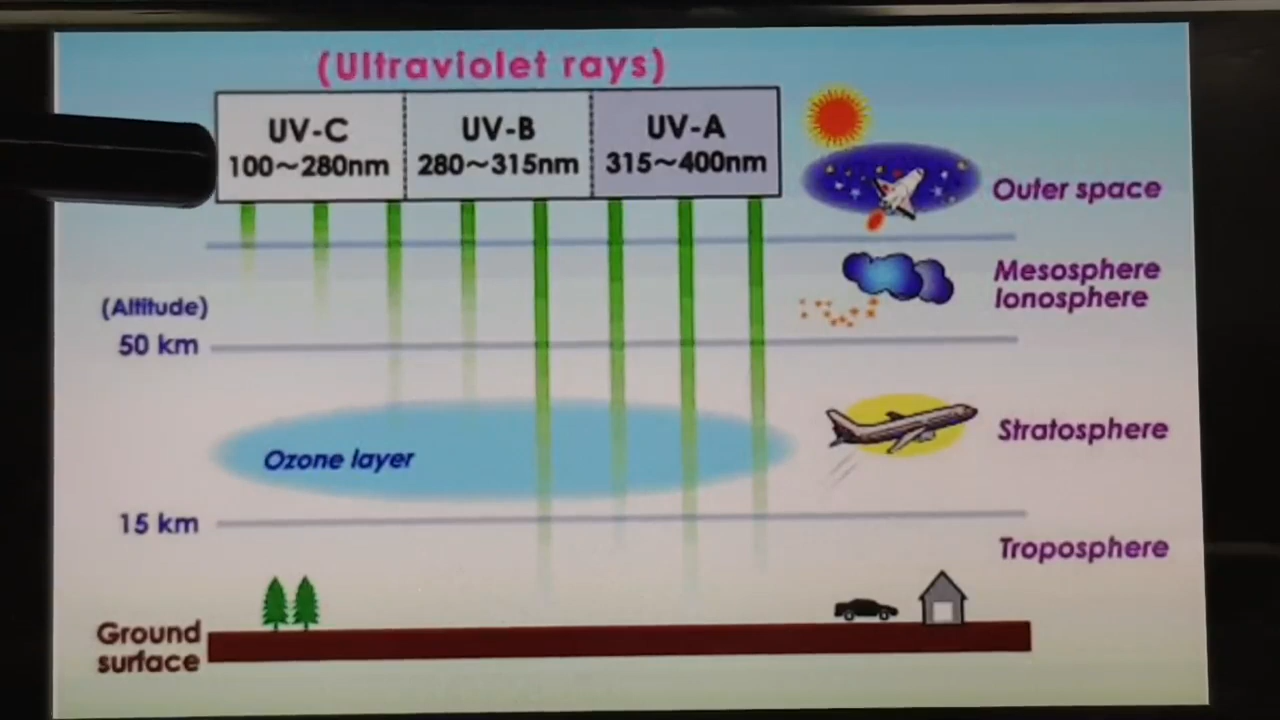 (Ultraviolet rays)
UV-C
100~280nm
UV-B
280~315nm
UV-A
315~400nm
Outer space
Mesosphere
Ionosphere
(Altitude)
50 km
Stratosphere
Ozone layer
15 km
Troposphere
Ground
surface